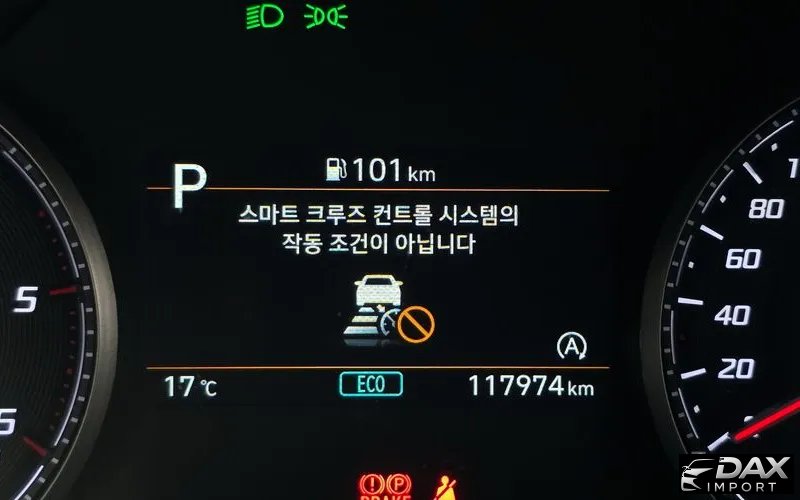 101 km
P
스마트 크루즈 컨트롤 시스템의
작동 조건이 아닙니다
A
17 ℃
ECO
117974 km
5
80
60
40
20
P
BRAKE
DAX
IMPORT